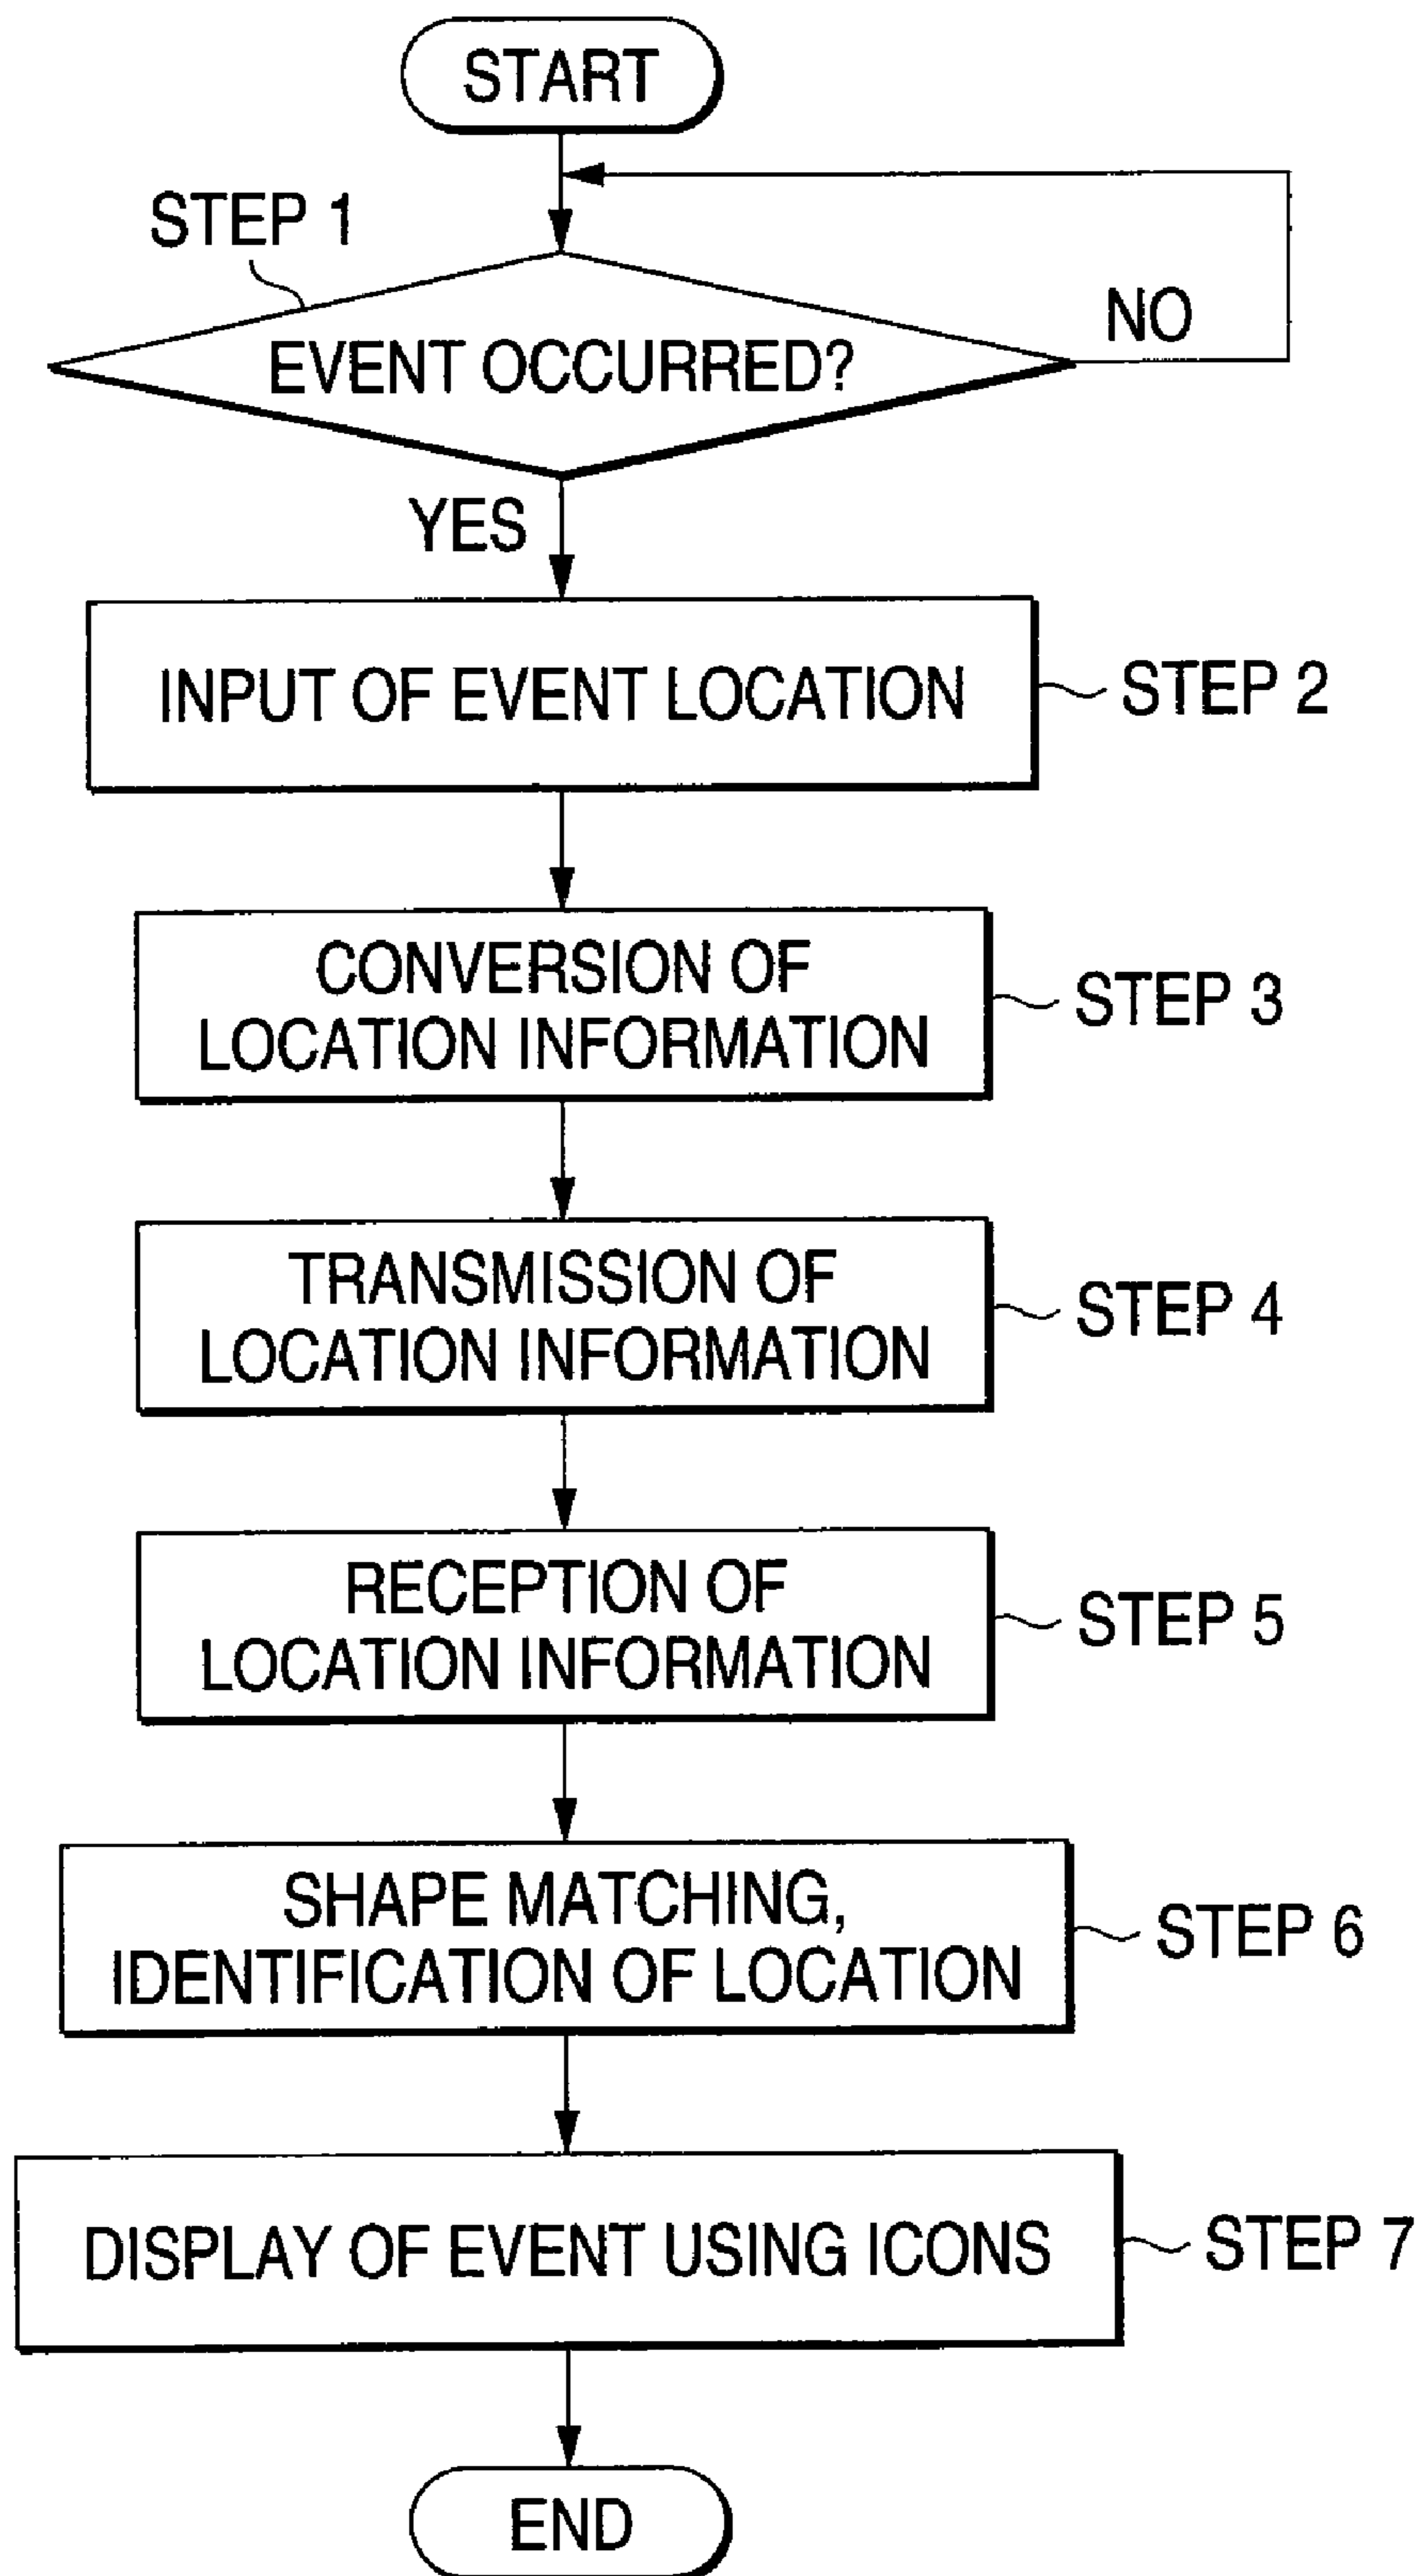 START
STEP 1
EVENT OCCURRED?
NO
YES
INPUT OF EVENT LOCATION
STEP 2
CONVERSION OF
LOCATION INFORMATION
STEP 3
TRANSMISSION OF
LOCATION INFORMATION
STEP 4
RECEPTION OF
LOCATION INFORMATION
STEP 5
SHAPE MATCHING,
IDENTIFICATION OF LOCATION
STEP 6
DISPLAY OF EVENT USING ICONS
STEP 7
END